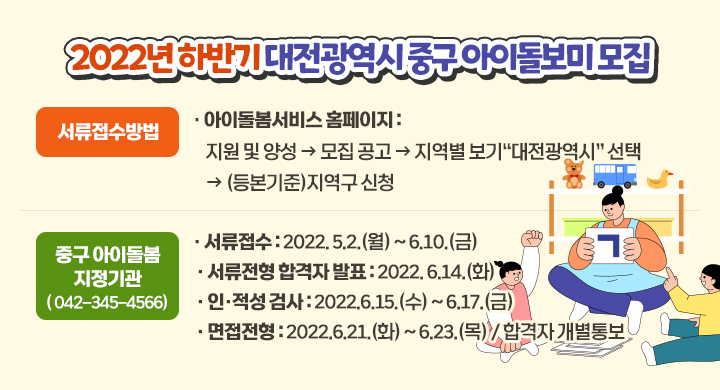 2022년 하반기 대전광역시 중구 아이돌보미 모집
서류접수방법
· 아이돌봄서비스 홈페이지 :
지원 및 양성 → 모집 공고 → 지역별 보기“대전광역시” 선택
→ (등본기준)지역구 신청
중구 아이돌봄
지정기관
( 042-345-4566)
· 서류접수 : 2022. 5.2.(월) ~ 6.10.(금)
· 서류전형 합격자 발표 : 2022. 6.14.(화)
· 인·적성 검사 : 2022.6.15.(수) ~ 6.17.(금)
· 면접전형 : 2022.6.21.(화) ~ 6.23.(목) / 합격자 개별통보
ㄱ